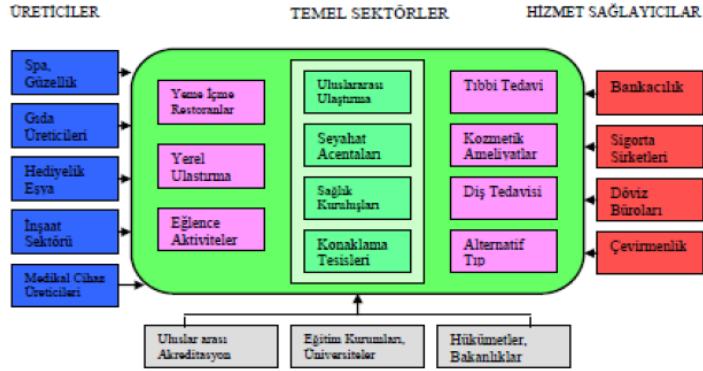 ÜRETİCİLER
TEMEL SEKTÖRLER
HİZMET SAĞLAYICILAR
Spa,
Güzellik
Gıda
Üreticileri
Hediyelik
Eşya
İnşaat
Sektörü
Medikal Cihaz
Üreticileri
Yeme İçme
Restoranlar
Yerel
Ulaştırma
Eğlence
Aktiviteler
Uluslararası
Ulaştırma
Seyahat
Acentaları
Sağlık
Kuruluşları
Konaklama
Tesisleri
Tıbbi Tedavi
Kozmetik
Ameliyatlar
Diş Tedavisi
Alternatif
Tıp
Bankacılık
Sigorta
Sirketleri
Döviz
Büroları
Çevirmenlik
Uluslar arası
Akreditasyon
Eğitim Kurumları,
Üniversiteler
Hükümetler,
Bakanlıklar